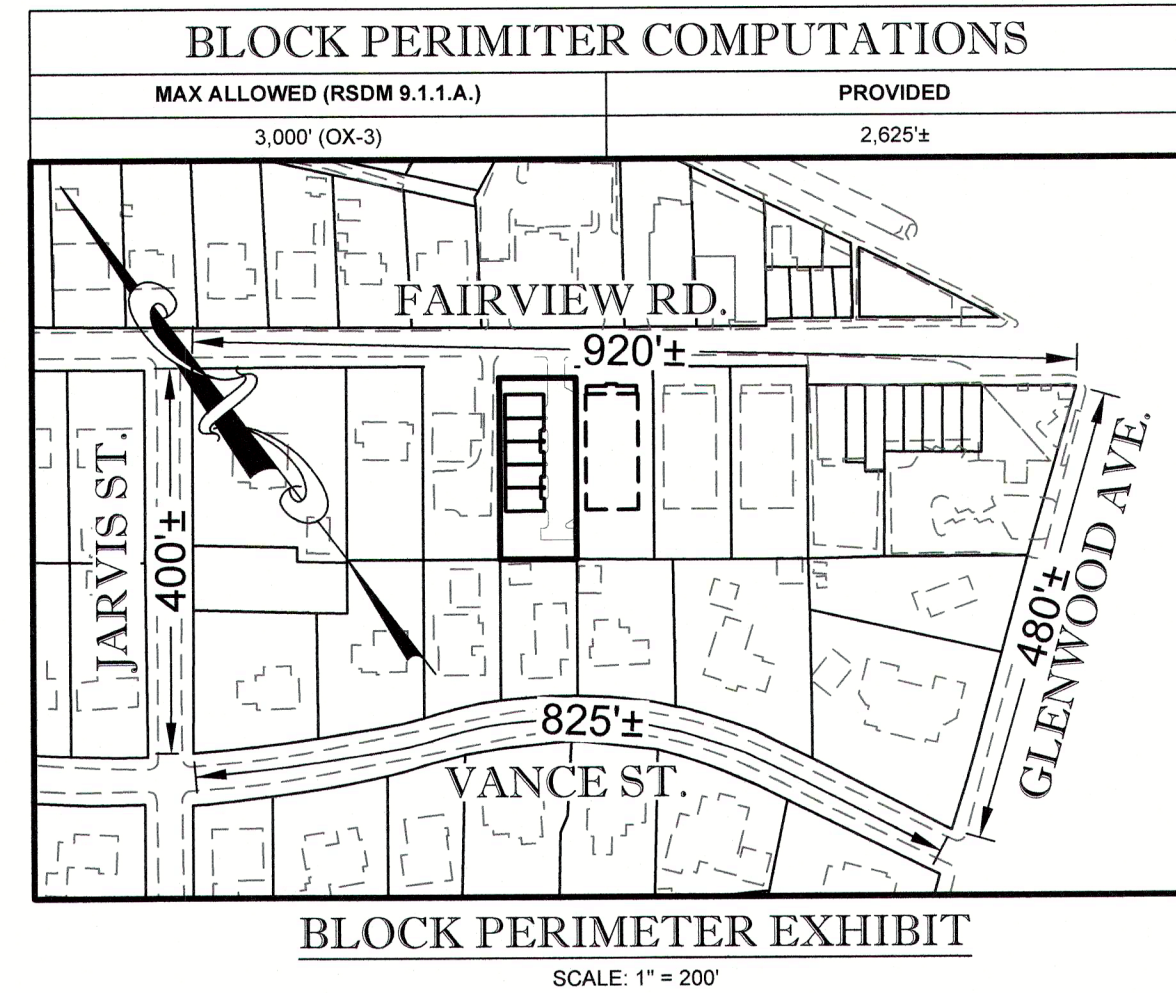 BLOCK PERIMITER COMPUTATIONS
MAX ALLOWED (RSDM 9.1.1.A.)
PROVIDED
3,000' (OX-3)
2,625'±
FAIRVIEW RD.
920'±
JARVIS ST.
400'±
480'±
GLENWOOD AVE.
825'±
VANCE ST.
BLOCK PERIMETER EXHIBIT
SCALE: 1" = 200'